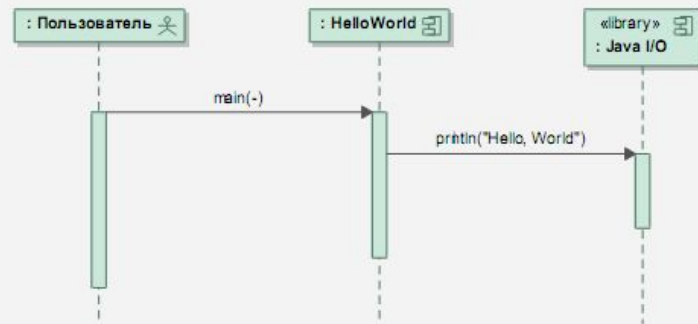 : Пользователь
: HelloWorld
«library»
: Java I/O
main(-)
println("Hello, World")